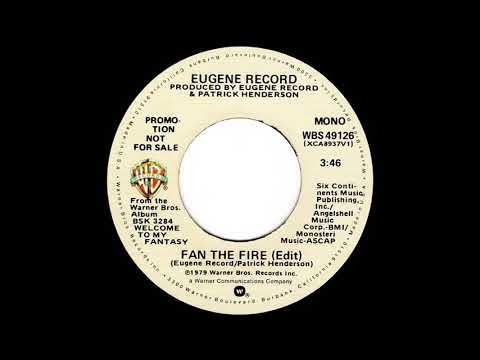 EUGENE RECORD
PRODUCED BY EUGENE RECORD
& PATRICK HENDERSON
PROMO-
TION
NOT
FOR SALE
MONO
WBS 49126
(XCA8937V1)
3:46
From the
Warner Bros.
Album
BSK 3284
WELCOME
TO MY
FANTASY
Six Conti-
nents Music
Publishing,
Inc./
Angelshell
Music
Corp.-BMI/
Monosteri
Music-ASCAP
FAN THE FIRE (Edit)
(Eugene Record/Patrick Henderson)
©1979 Warner Bros. Records Inc.
a Warner Communications Company
W